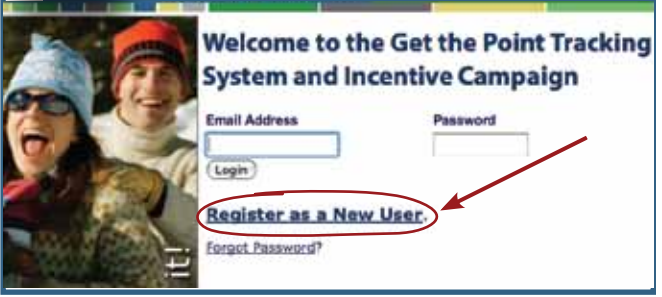 Welcome to the Get the Point Tracking
System and Incentive Campaign
Email Address Password
Login
Register as a New User.
Forgot Password?
it!